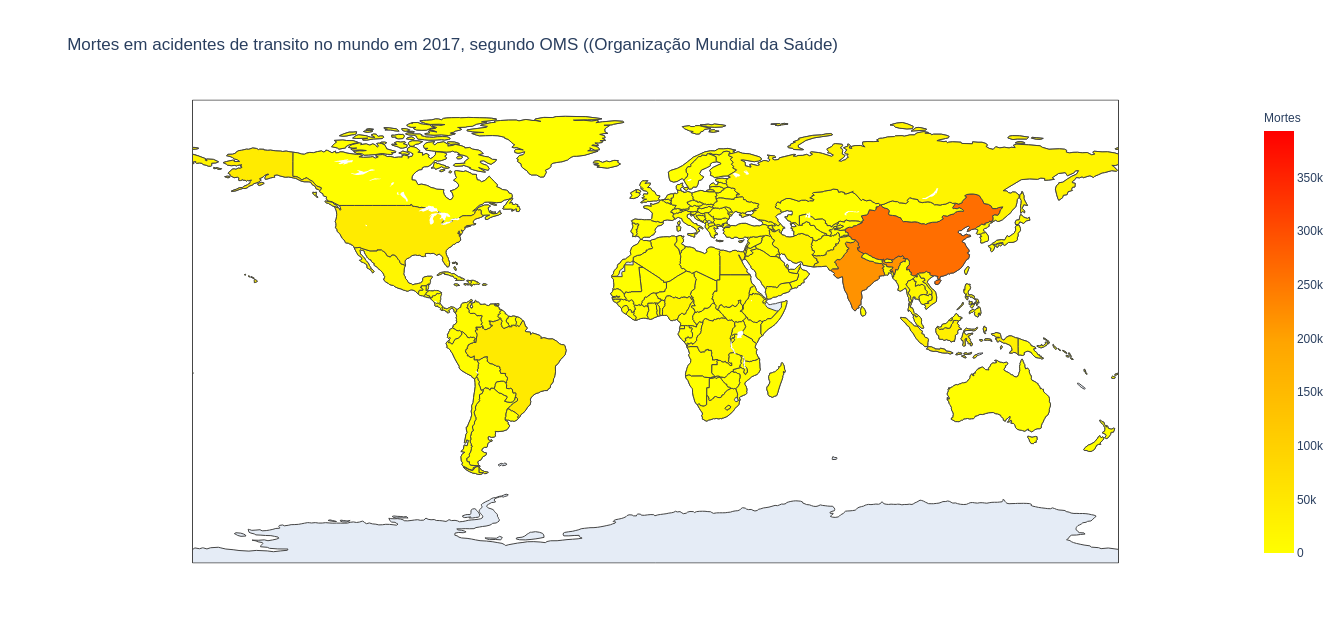 Mortes em acidentes de transito no mundo em 2017, segundo OMS ((Organização Mundial da Saúde)
Mortes
350k
300k
250k
200k
150k
100k
50k
0